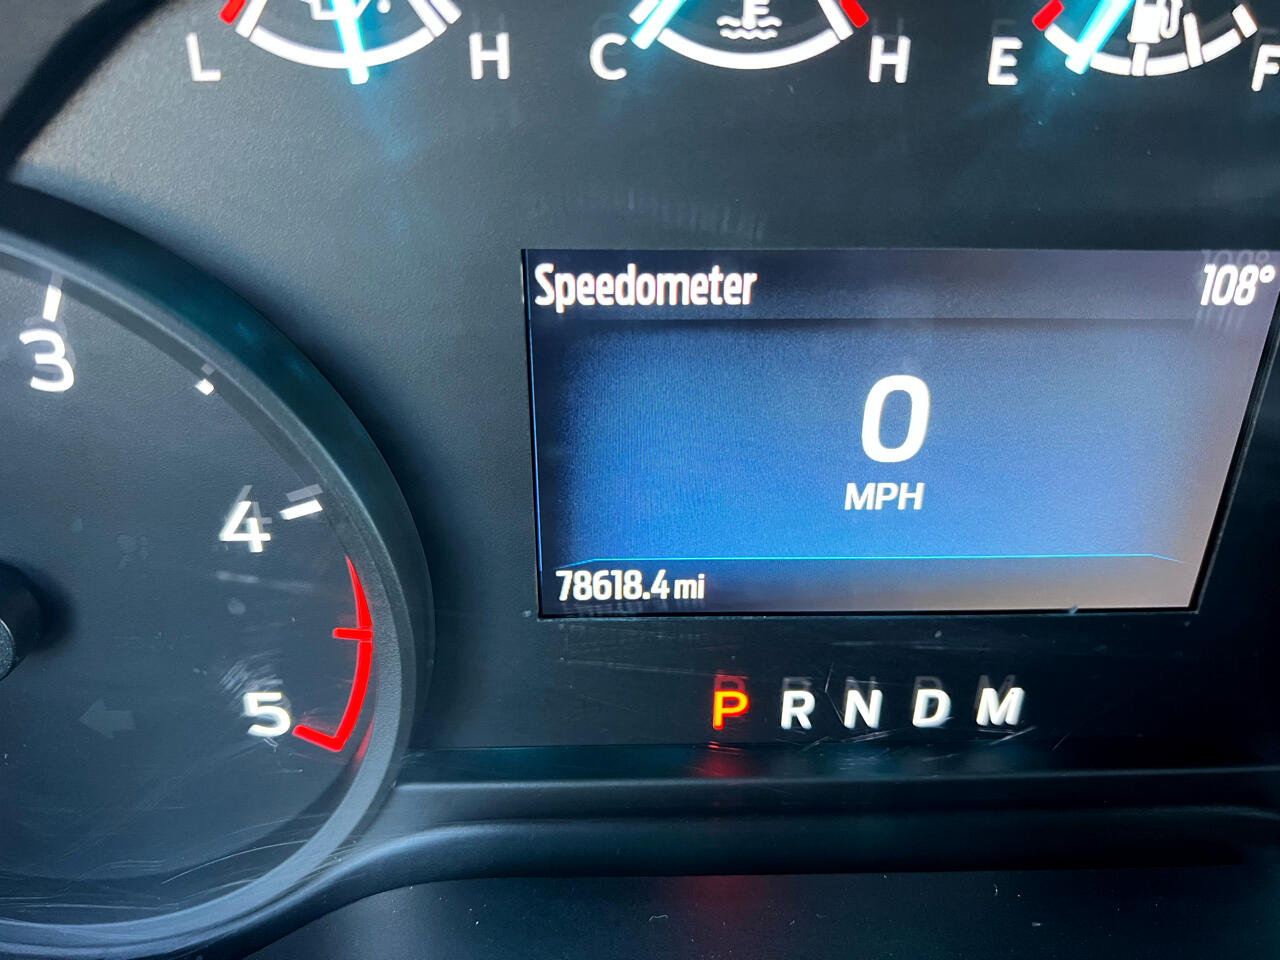 L H C H E F
Speedometer 108°
3
0
MPH
4
78618.4 mi
5
P R N D M